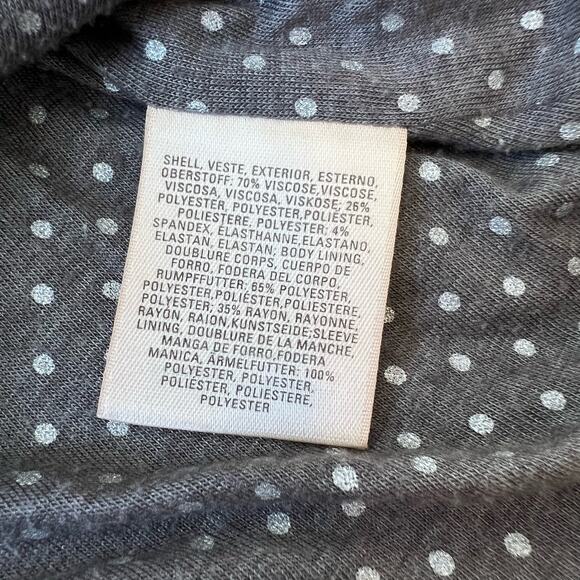 SHELL, VESTE, EXTERIOR, ESTERNO,
OBERSTOFF: 70% VISCOSE,VISCOSE,
VISCOSA, VISCOSA, VISKOSE; 26%
POLYESTER, POLYESTER,POLIÉSTER,
POLIESTERE, POLYESTER; 4%
SPANDEX, ELASTHANNE,ELASTANO,
ELASTAN, ELASTAN; BODY LINING,
DOUBLURE CORPS, CUERPO DE
FORRO, FODERA DEL CORPO,
RUMPFFUTTER: 65% POLYESTER,
POLYESTER,POLIÉSTER,POLIESTERE,
POLYESTER; 35% RAYON, RAYONNE,
RAYÓN, RAION,KUNSTSEIDE;SLEEVE
LINING, DOUBLURE DE LA MANCHE,
MANGA DE FORRO,FODERA
MANICA, ÄRMELFUTTER: 100%
POLYESTER, POLYESTER,
POLIÉSTER, POLIESTERE,
POLYESTER